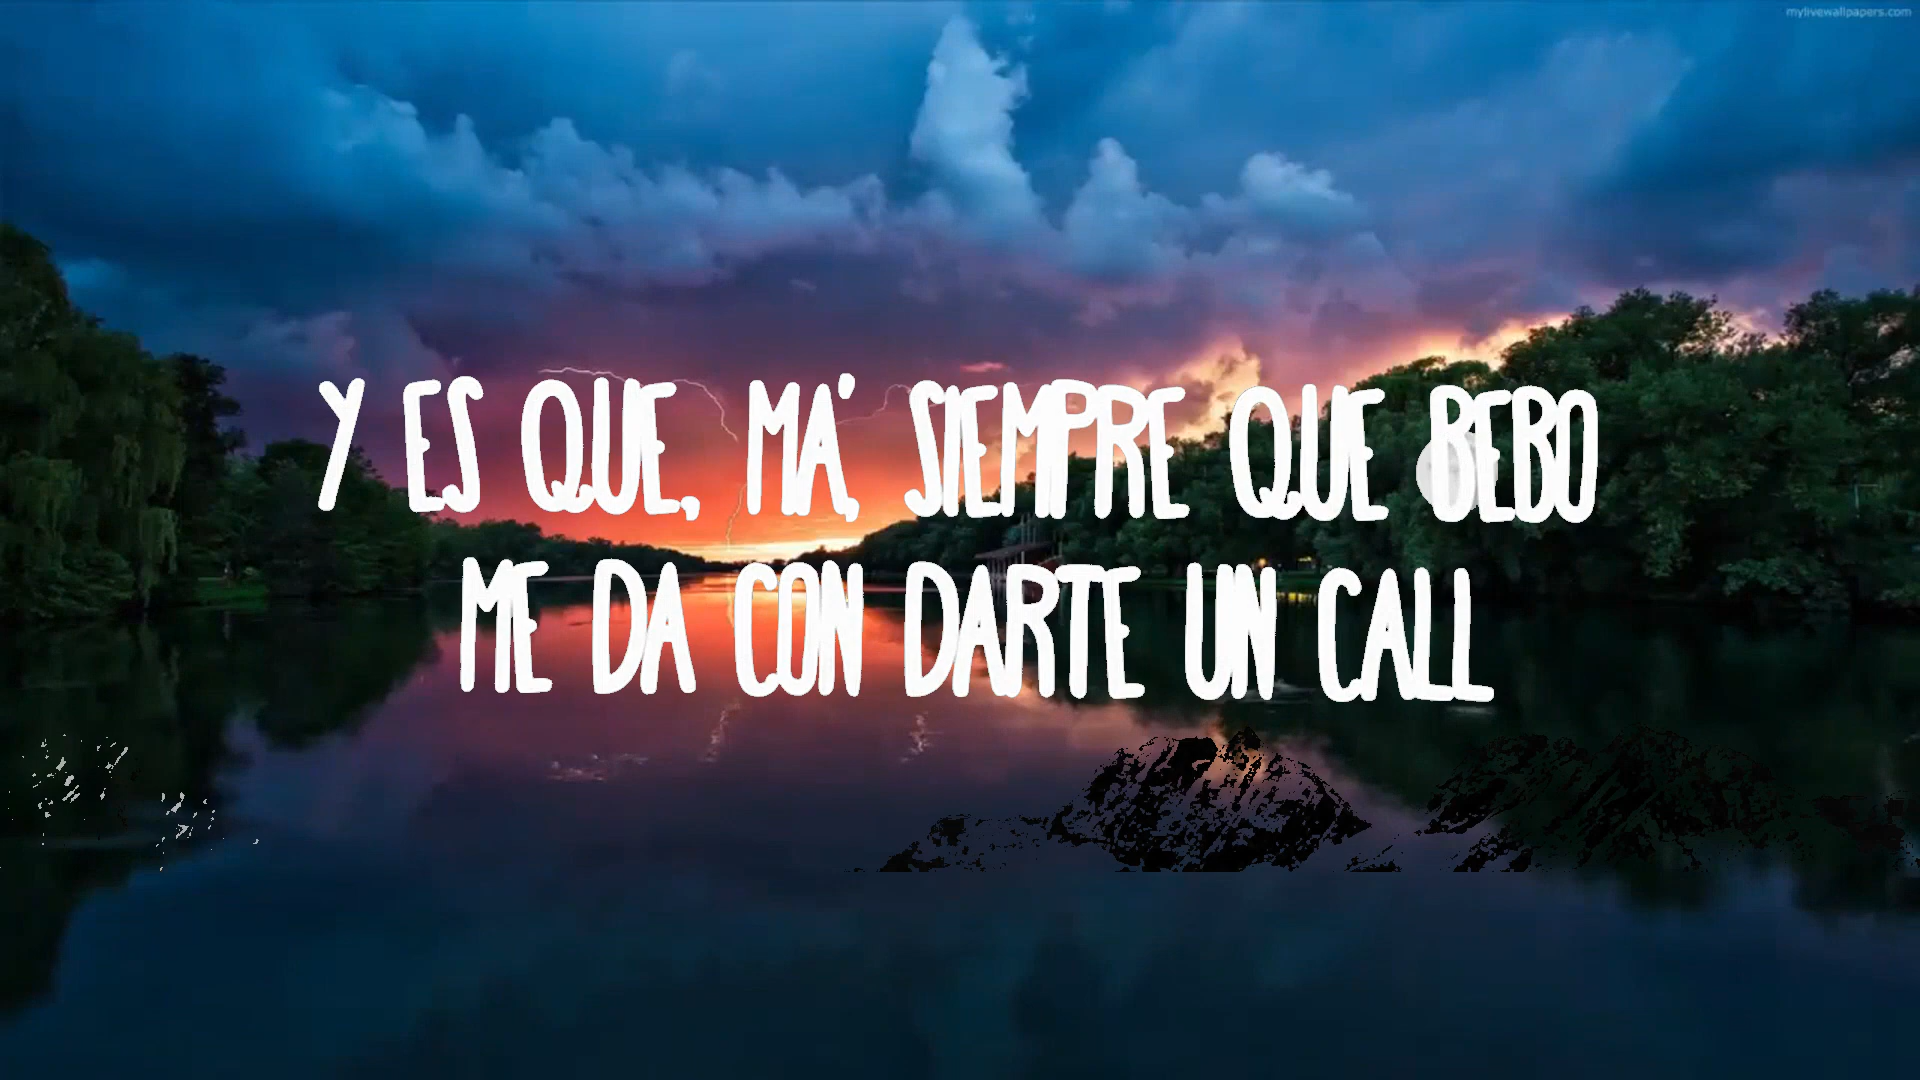 mylivewallpapers.com
Y ES QUE, MA', SIEMPRE QUE BEBO
ME DA CON DARTE UN CALL